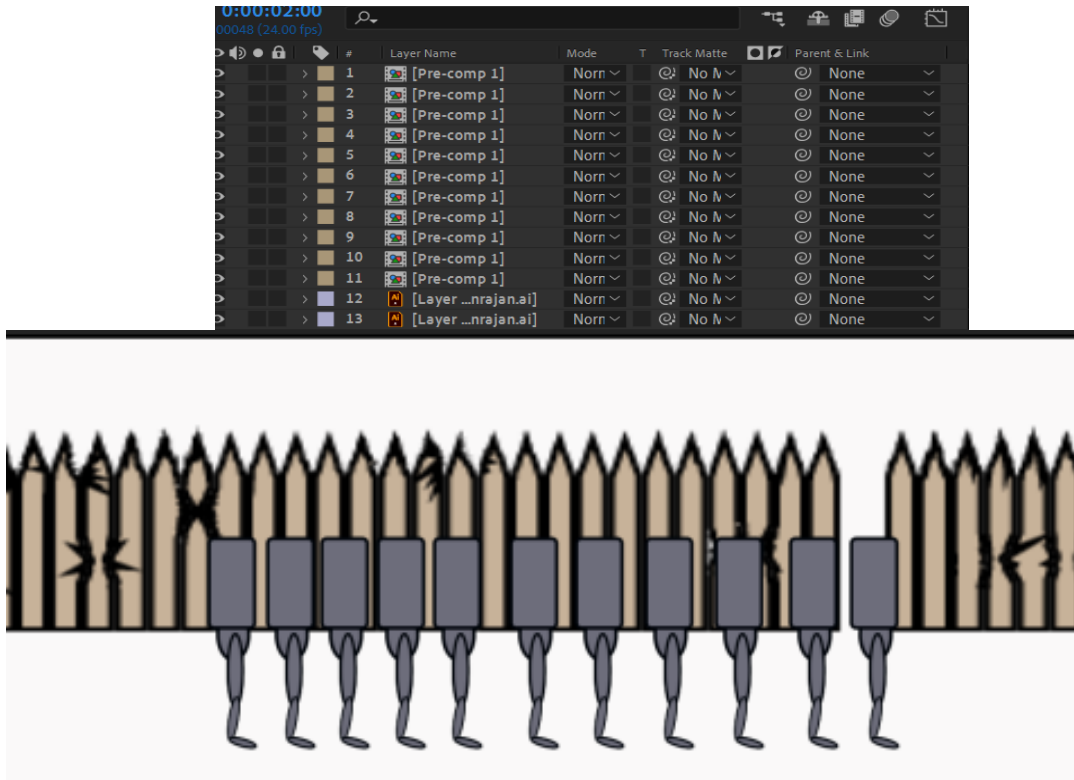 0:00:02:00
00048 (24.00 fps)
# Layer Name Mode T Track Matte Parent & Link
1 [Pre-comp 1] Norn No M None
2 [Pre-comp 1] Norn No M None
3 [Pre-comp 1] Norn No M None
4 [Pre-comp 1] Norn No M None
5 [Pre-comp 1] Norn No M None
6 [Pre-comp 1] Norn No M None
7 [Pre-comp 1] Norn No M None
8 [Pre-comp 1] Norn No M None
9 [Pre-comp 1] Norn No M None
10 [Pre-comp 1] Norn No M None
11 [Pre-comp 1] Norn No M None
12 Ai [Layer ...nrajan.ai] Norn No M None
13 Ai [Layer ...nrajan.ai] Norn No M None